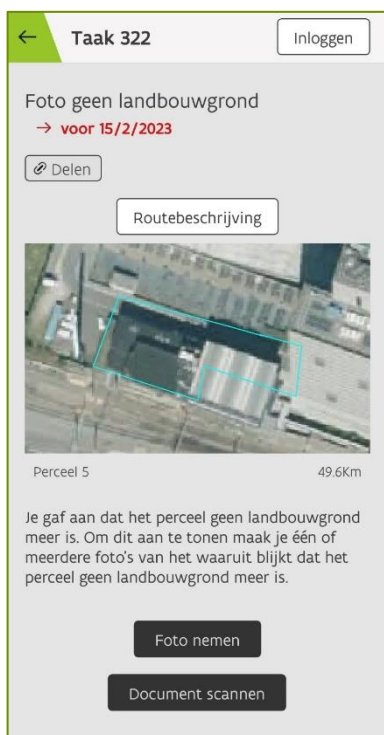 ← Taak 322 Inloggen
Foto geen landbouwgrond
→ voor 15/2/2023
Delen
Routebeschrijving
Perceel 5 49.6Km
Je gaf aan dat het perceel geen landbouwgrond
meer is. Om dit aan te tonen maak je één of
meerdere foto's van het waaruit blijkt dat het
perceel geen landbouwgrond meer is.
Foto nemen
Document scannen